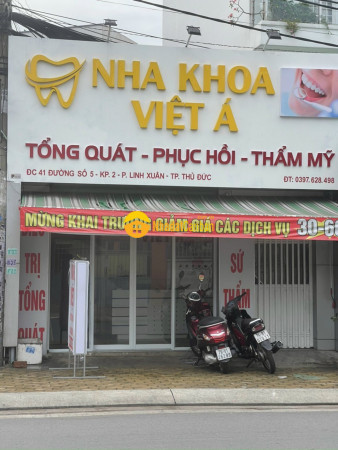 NHA KHOA
VIỆT Á
TỔNG QUÁT - PHỤC HỒI - THẨM MỸ
ĐC 41 ĐƯỜNG SỐ 5 - KP. 2 - P. LINH XUÂN - TP. THỦ ĐỨC
ĐT: 0397.628.498
MỪNG KHAI TRƯƠNG GIẢM GIÁ CÁC DỊCH VỤ 30-
TRỊ
TỔNG
QUÁT
SỨ
THẨM